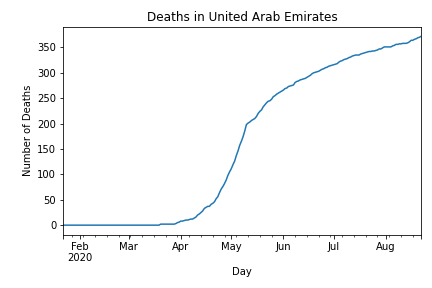 Deaths in United Arab Emirates
Number of Deaths
350
300
250
200
150
100
50
0
Feb Mar Apr May Jun Jul Aug
2020
Day